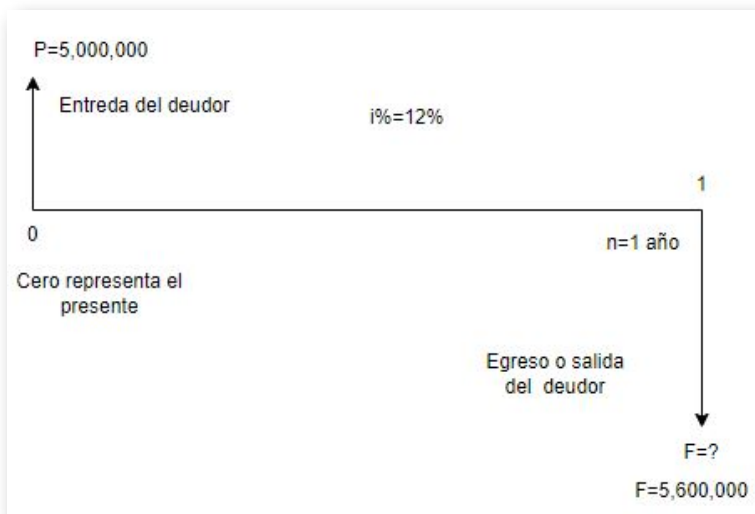 P=5,000,000
Entreda del deudor
i%=12%
1
0
n=1 año
Cero representa el
presente
Egreso o salida
del deudor
F=?
F=5,600,000